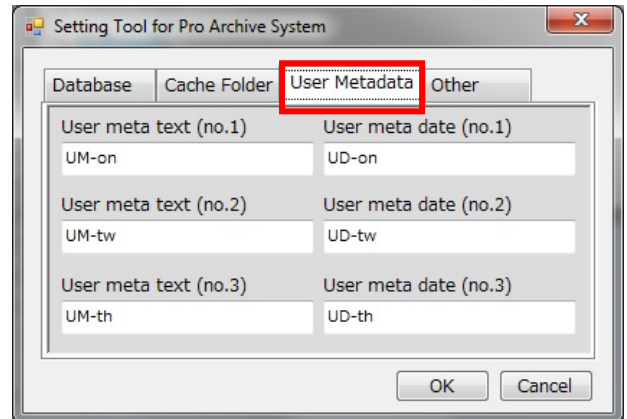 Setting Tool for Pro Archive System
Database Cache Folder User Metadata Other
User meta text (no.1) User meta date (no.1)
UM-on UD-on
User meta text (no.2) User meta date (no.2)
UM-tw UD-tw
User meta text (no.3) User meta date (no.3)
UM-th UD-th
OK Cancel